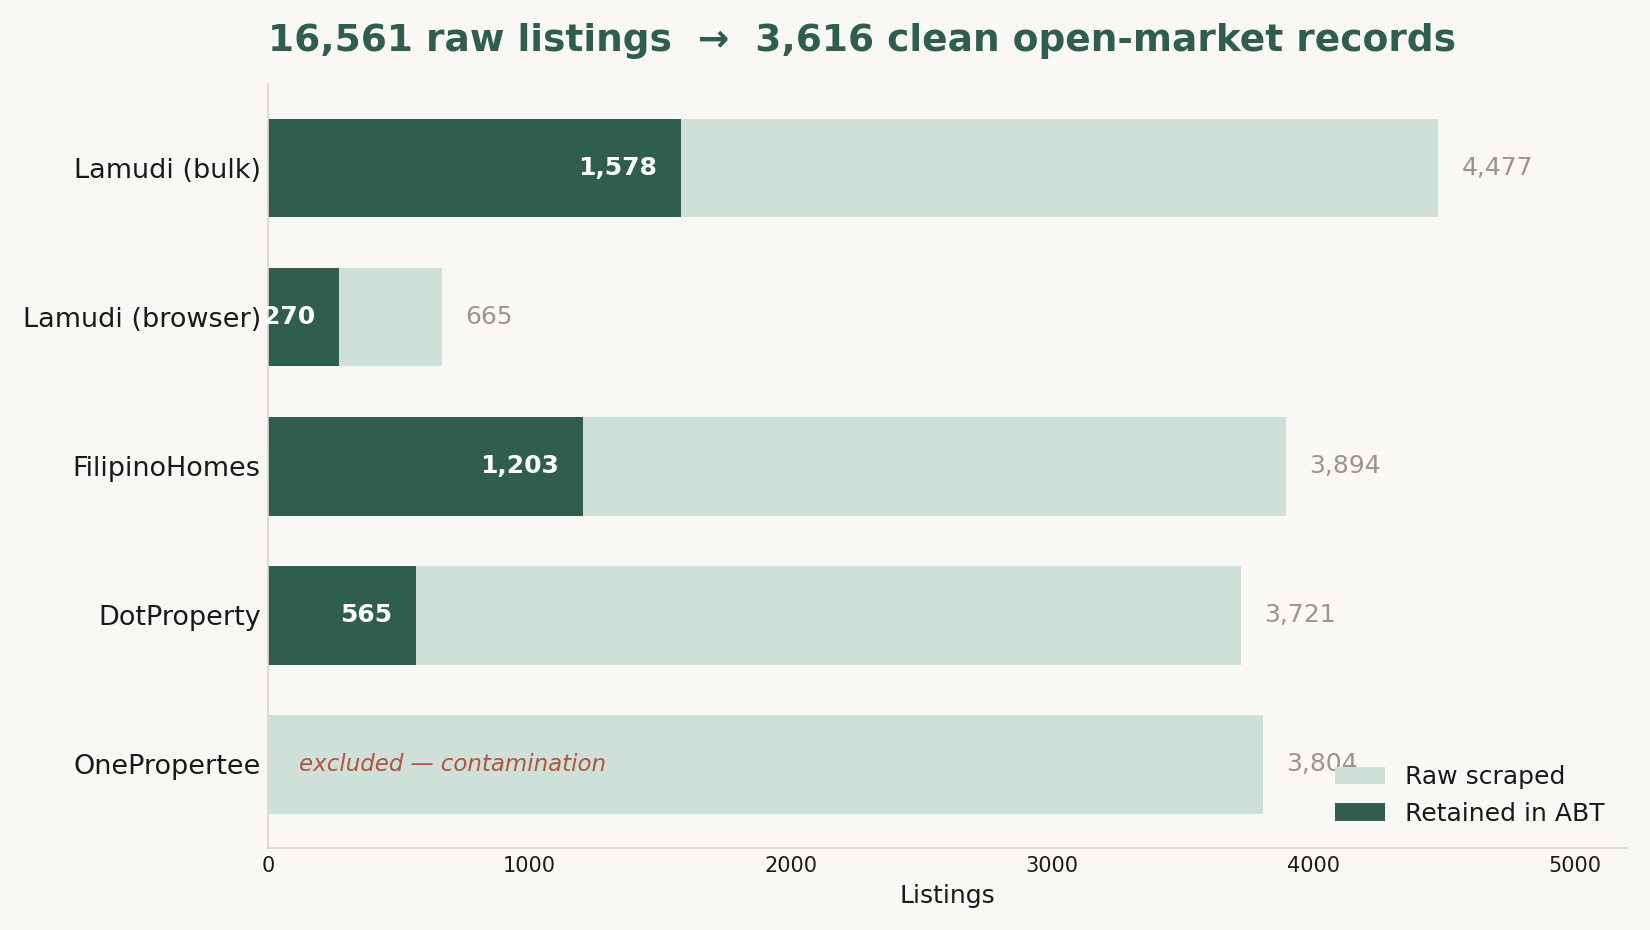 16,561 raw listings → 3,616 clean open-market records
Lamudi (bulk) 1,578 4,477
Lamudi (browser) 270 665
FilipinoHomes 1,203 3,894
DotProperty 565 3,721
OnePropertee excluded — contamination 3,804
Raw scraped
Retained in ABT
0 1000 2000 3000 4000 5000
Listings